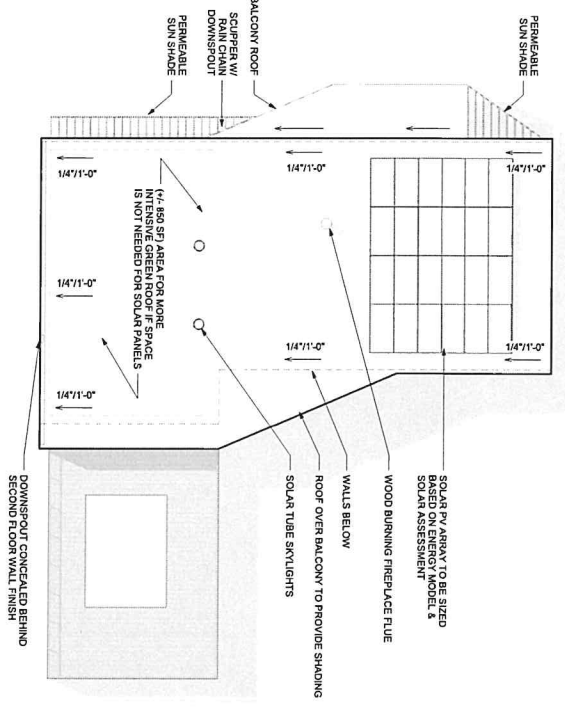 PERMEABLE
SUN SHADE
BALCONY ROOF
SCUPPER W/
RAIN CHAIN
DOWNSPOUT
PERMEABLE
SUN SHADE
1/4"/1'-0"
1/4"/1'-0"
1/4"/1'-0"
1/4"/1'-0"
1/4"/1'-0"
1/4"/1'-0"
1/4"/1'-0"
(+/- 850 SF) AREA FOR MORE
INTENSIVE GREEN ROOF IF SPACE
IS NOT NEEDED FOR SOLAR PANELS
SOLAR PV ARRAY TO BE SIZED
BASED ON ENERGY MODEL &
SOLAR ASSESSMENT
WOOD BURNING FIREPLACE FLUE
WALLS BELOW
ROOF OVER BALCONY TO PROVIDE SHADING
SOLAR TUBE SKYLIGHTS
DOWNSPOUT CONCEALED BEHIND
SECOND FLOOR WALL FINISH